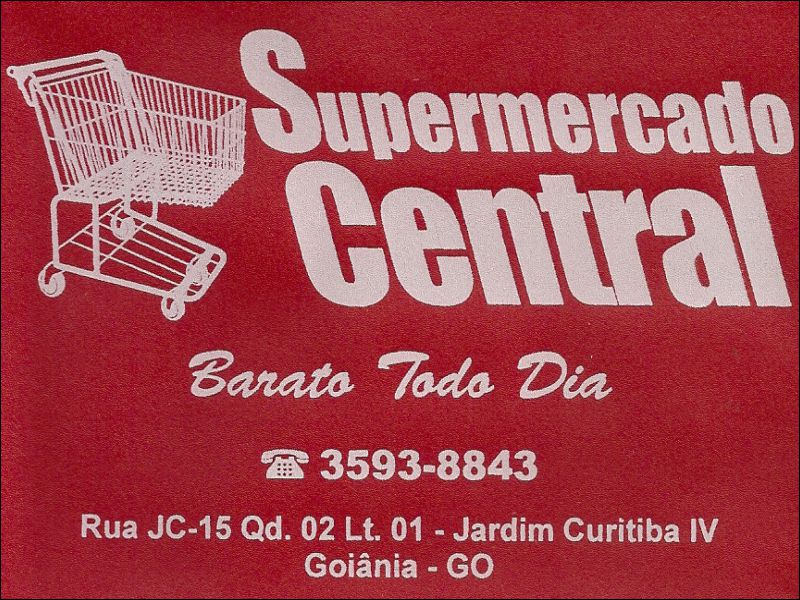 Supermercado
Central
Barato Todo Dia
☎ 3593-8843
Rua JC-15 Qd. 02 Lt. 01 - Jardim Curitiba IV
Goiânia - GO